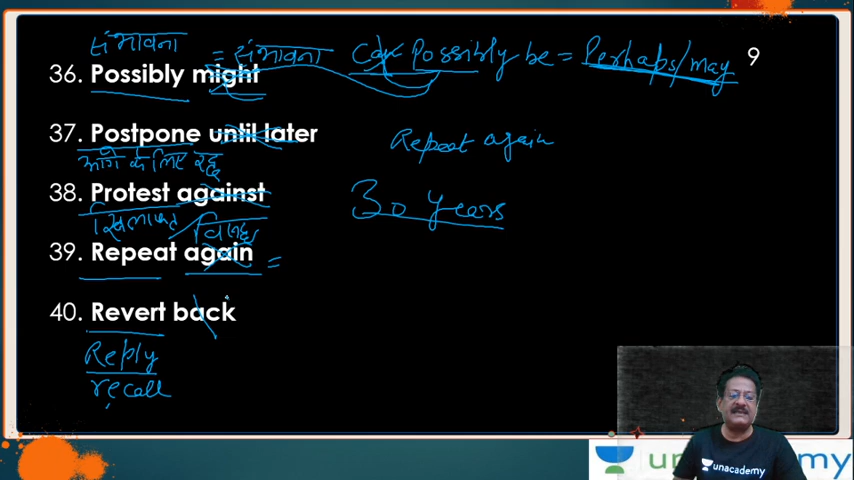 संभावना = संभावना Can possibly be = Perhaps/may 9
36. Possibly might
37. Postpone until later
Repeat again
आगे के लिए रद्द
38. Protest against
30 years
खिलाफत / विरुद्ध
39. Repeat again =
40. Revert back
Reply
recall
unacademy
unacademy